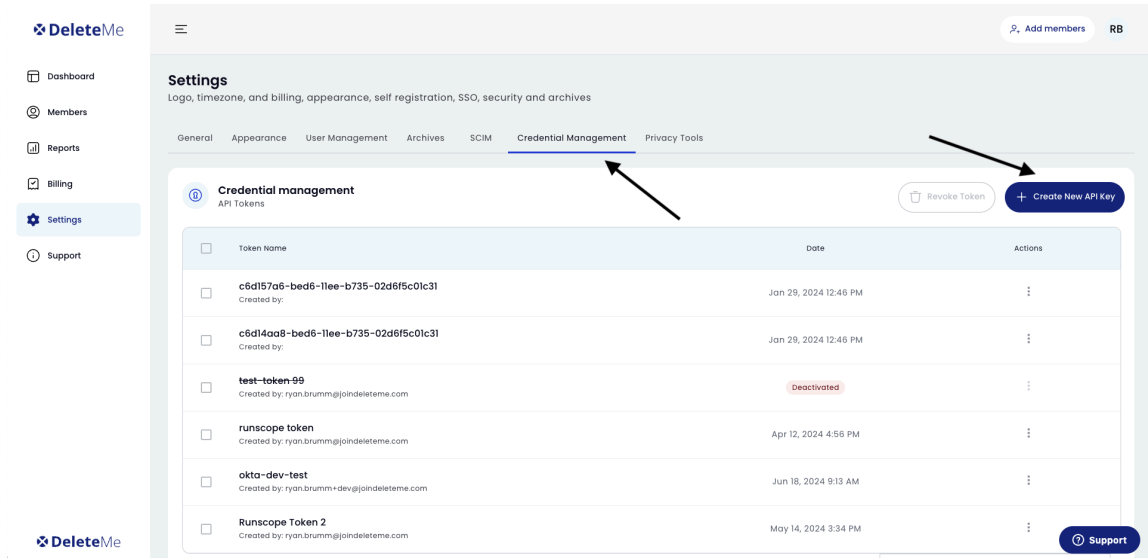 DeleteMe
Add members
RB
Dashboard
Members
Reports
Billing
Settings
Support
Settings
Logo, timezone, and billing, appearance, self registration, SSO, security and archives
General Appearance User Management Archives SCIM Credential Management Privacy Tools
Credential management
API Tokens
Revoke Token
+ Create New API Key
Token Name Date Actions
c6d157a6-bed6-11ee-b735-02d6f5c01c31
Created by:
Jan 29, 2024 12:46 PM
c6d14aa8-bed6-11ee-b735-02d6f5c01c31
Created by:
Jan 29, 2024 12:46 PM
test-token 99
Created by: ryan.brumm@joindeleteme.com
Deactivated
runscope token
Created by: ryan.brumm@joindeleteme.com
Apr 12, 2024 4:56 PM
okta-dev-test
Created by: ryan.brumm+dev@joindeleteme.com
Jun 18, 2024 9:13 AM
Runscope Token 2
Created by: ryan.brumm@joindeleteme.com
May 14, 2024 3:34 PM
DeleteMe
Support